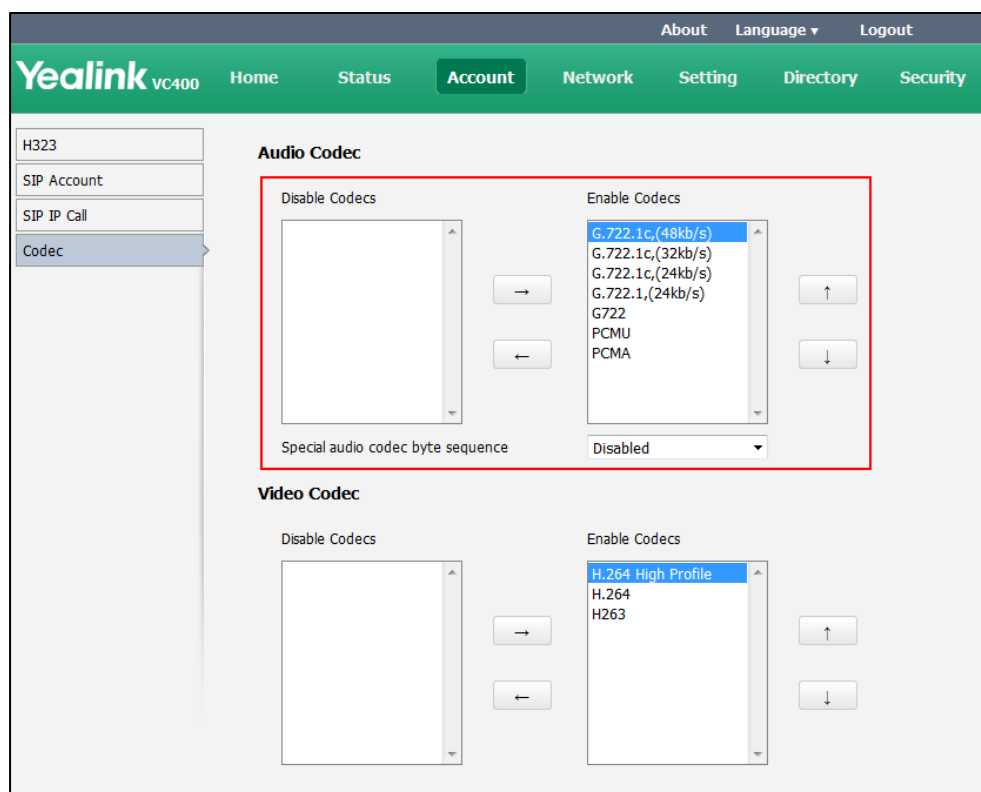 About Language ▾ Logout
Yealink VC400 Home Status Account Network Setting Directory Security
H323
SIP Account
SIP IP Call
Codec
Audio Codec
Disable Codecs Enable Codecs
G.722.1c,(48kb/s)
G.722.1c,(32kb/s)
G.722.1c,(24kb/s)
G.722.1,(24kb/s)
G722
PCMU
PCMA
→
←
↑
↓
Special audio codec byte sequence Disabled
Video Codec
Disable Codecs Enable Codecs
H.264 High Profile
H.264
H263
→
←
↑
↓